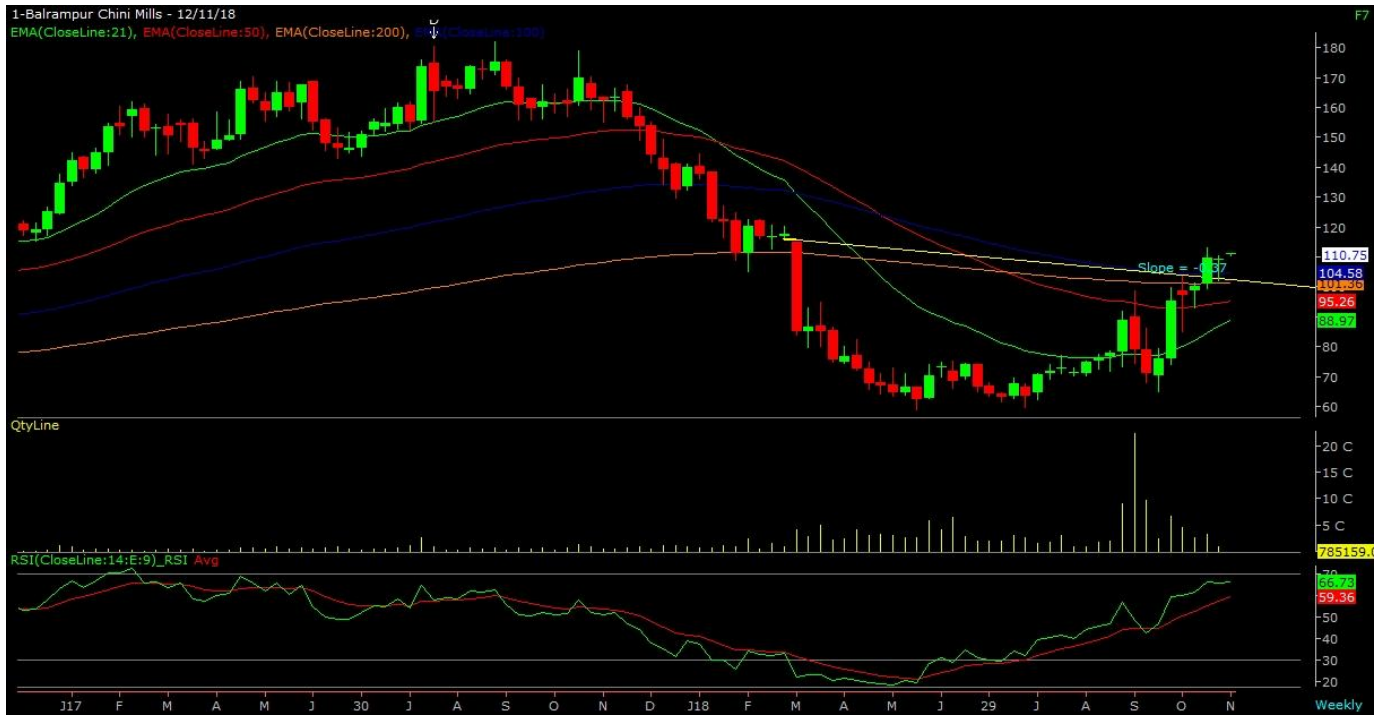 1-Balrampur Chini Mills - 12/11/18
F7
EMA(CloseLine:21), EMA(CloseLine:50), EMA(CloseLine:200), EMA(CloseLine:100)
180
170
160
150
140
130
120
110.75
Slope = -0.37
104.58
101.36
95.26
88.97
80
70
60
QtyLine
20 C
15 C
10 C
5 C
785159.0
RSI(CloseLine:14:E:9)_RSI Avg
70
66.73
59.36
50
40
30
20
J17 F M A M J 30 J A S O N D J18 F M A M J 29 J A S O N
Weekly